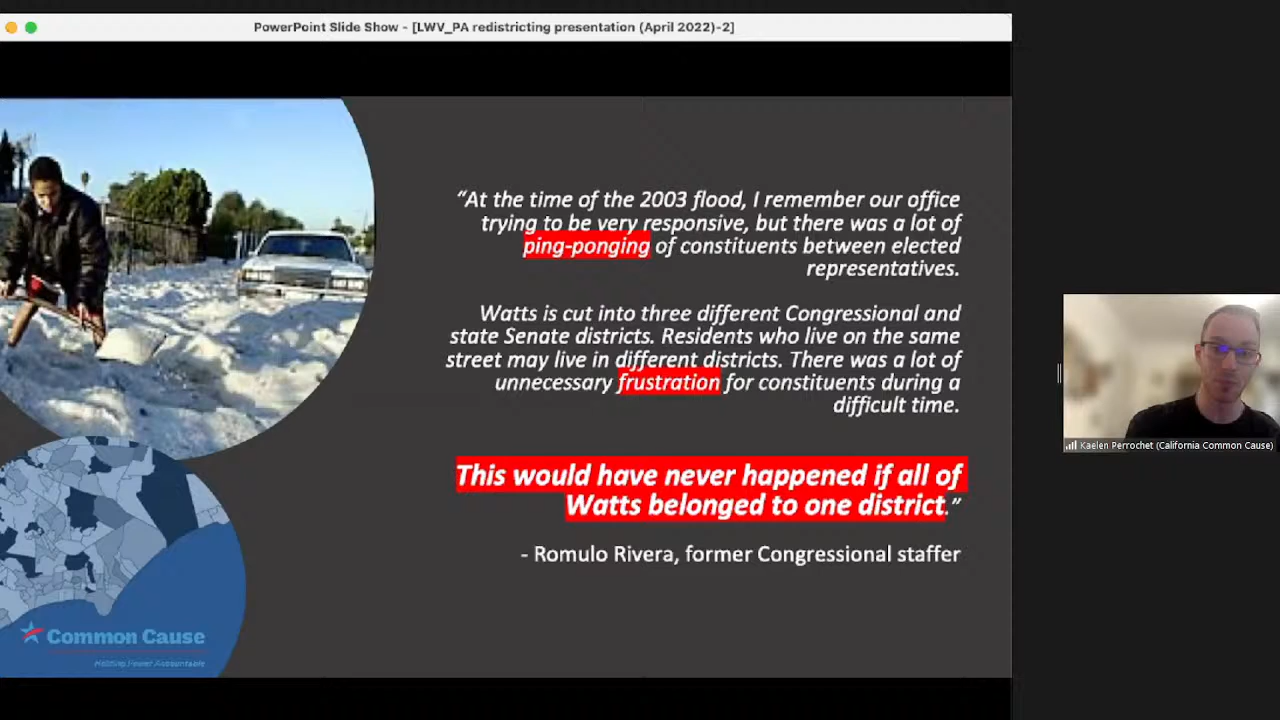 PowerPoint Slide Show - [LWV_PA redistricting presentation (April 2022)-2]
“At the time of the 2003 flood, I remember our office
trying to be very responsive, but there was a lot of
ping-ponging of constituents between elected
representatives.
Watts is cut into three different Congressional and
state Senate districts. Residents who live on the same
street may live in different districts. There was a lot of
unnecessary frustration for constituents during a
difficult time.
This would have never happened if all of
Watts belonged to one district.”
- Romulo Rivera, former Congressional staffer
Common Cause
Holding Power Accountable
Kaelen Perrochet (California Common Cause)